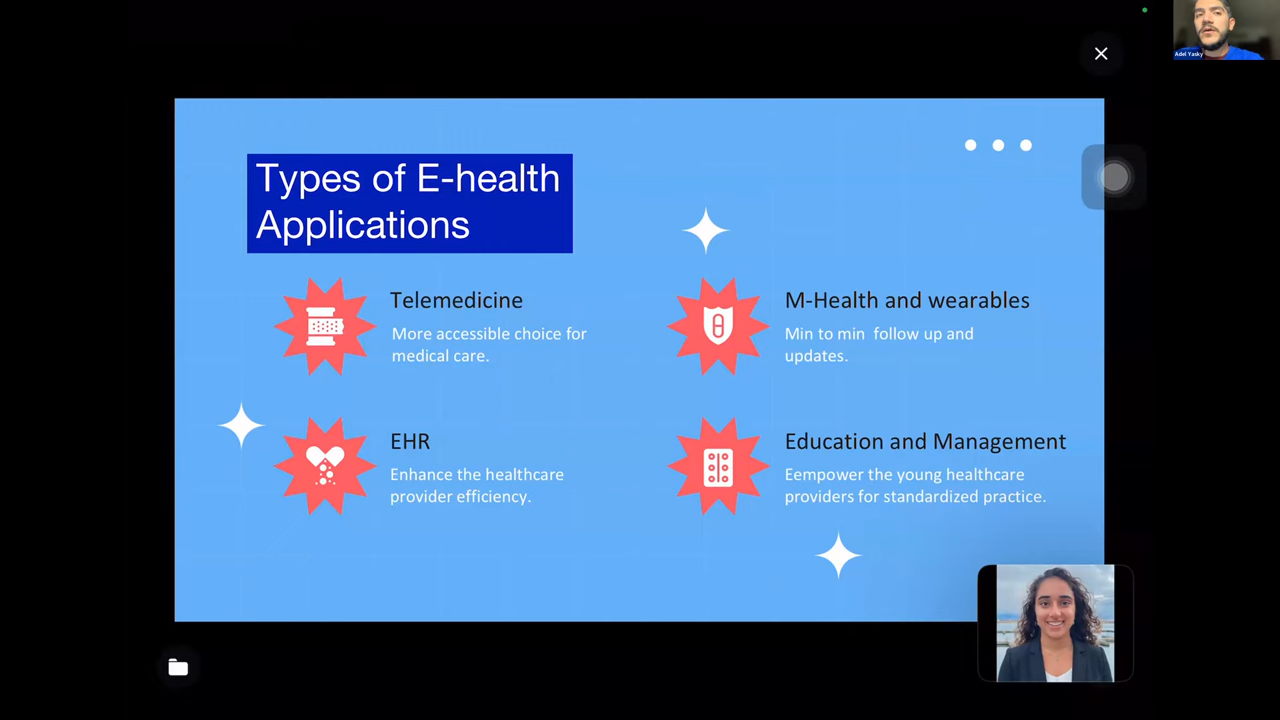 Adel Yasky
Types of E-health
Applications
Telemedicine
More accessible choice for
medical care.
M-Health and wearables
Min to min  follow up and
updates.
EHR
Enhance the healthcare
provider efficiency.
Education and Management
Eempower the young healthcare
providers for standardized practice.